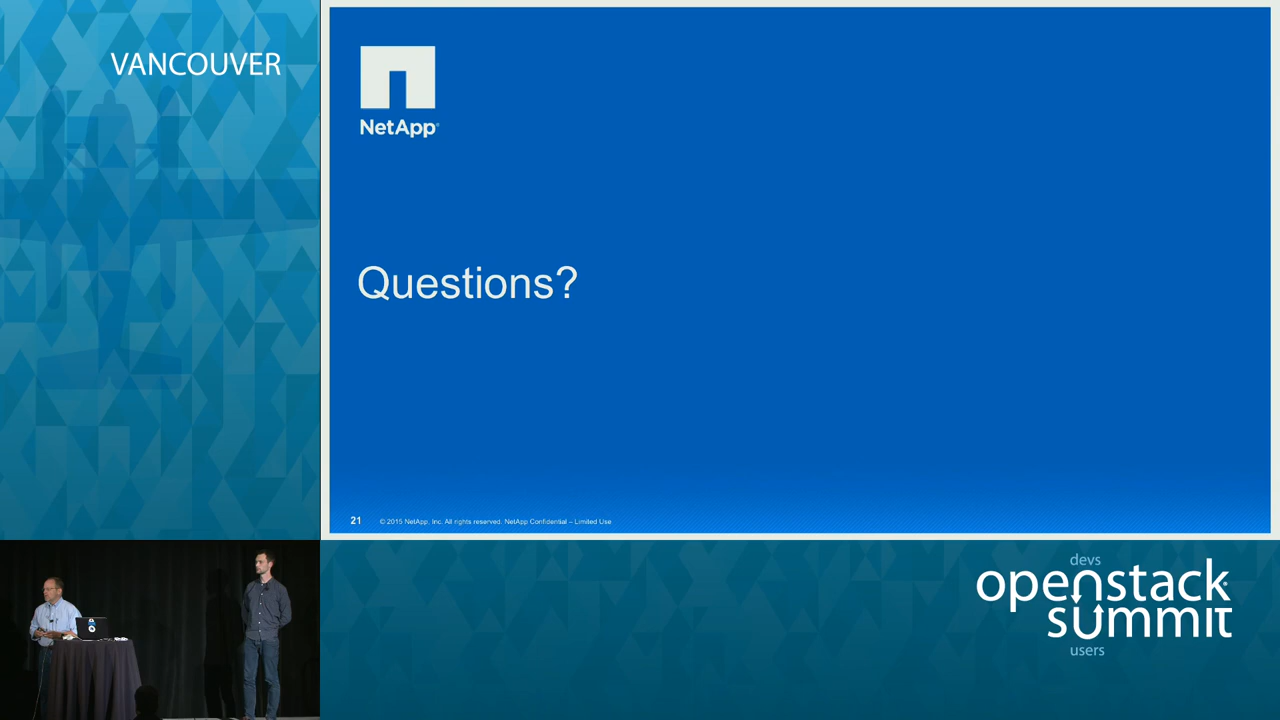 VANCOUVER
NetApp®
Questions?
21 © 2015 NetApp, Inc. All rights reserved. NetApp Confidential – Limited Use
devs
openstack®
summit
users